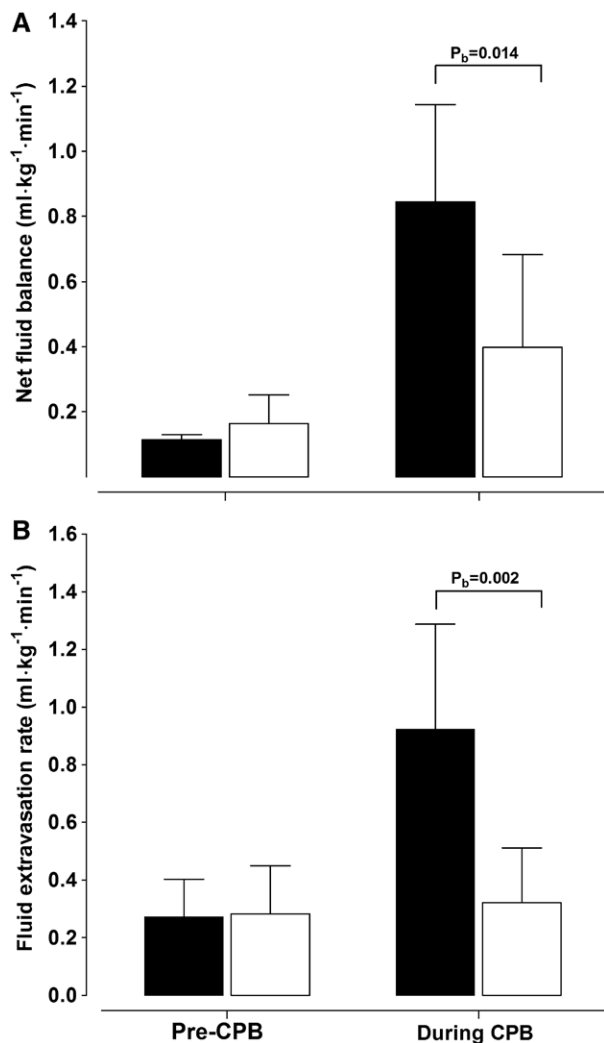 A
Net fluid balance (ml·kg⁻¹·min⁻¹)
1.4
1.2
1.0
0.8
0.6
0.4
0.2
P_b=0.014
B
Fluid extravasation rate (ml·kg⁻¹·min⁻¹)
1.6
1.4
1.2
1.0
0.8
0.6
0.4
0.2
0.0
P_b=0.002
Pre-CPB
During CPB